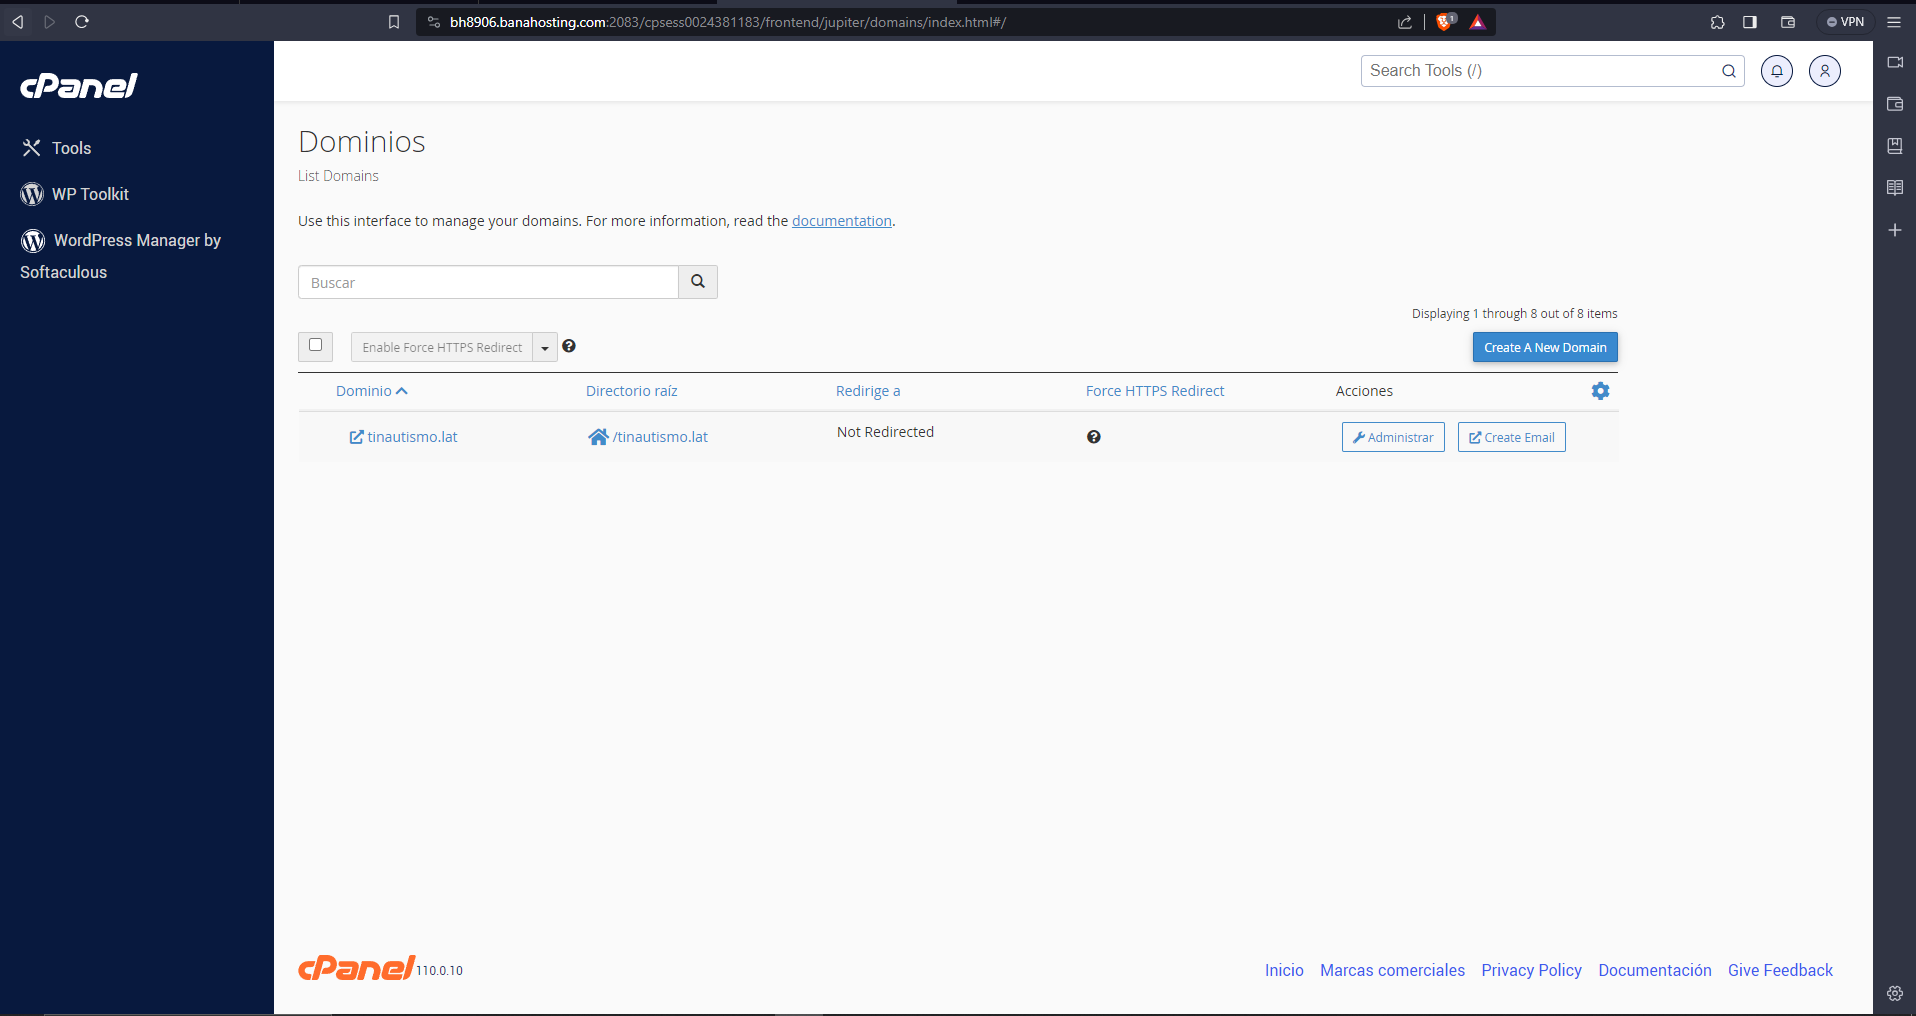 bh8906.banahosting.com:2083/cpsess0024381183/frontend/jupiter/domains/index.html#/
1
VPN
cPanel
Search Tools (/)
Tools
WP Toolkit
WordPress Manager by
Softaculous
Dominios
List Domains
Use this interface to manage your domains. For more information, read the documentation.
Buscar
Displaying 1 through 8 out of 8 items
Enable Force HTTPS Redirect
Create A New Domain
Dominio
Directorio raíz
Redirige a
Force HTTPS Redirect
Acciones
tinautismo.lat
/tinautismo.lat
Not Redirected
Administrar
Create Email
cPanel 110.0.10
Inicio
Marcas comerciales
Privacy Policy
Documentación
Give Feedback